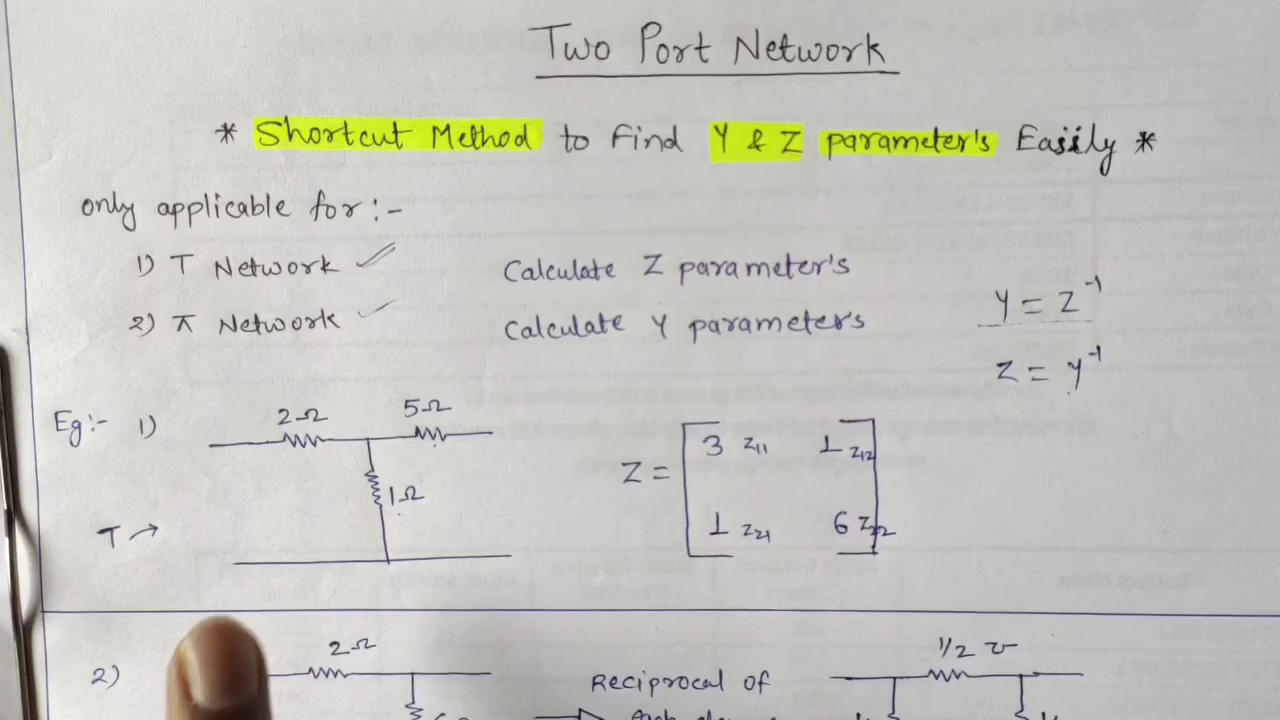 Two Port Network
* Shortcut Method to Find Y & Z parameter's Easily *
only applicable for:-
1) T Network
Calculate Z parameter's
2) π Network
Calculate Y parameter's
Y = Z⁻¹
Z = Y⁻¹
Eg:- 1)
2Ω
5Ω
1Ω
T →
Z =
3 Z11 1 Z12
1 Z21 6 Z22
2)
2Ω
Reciprocal of
1/2 ℧